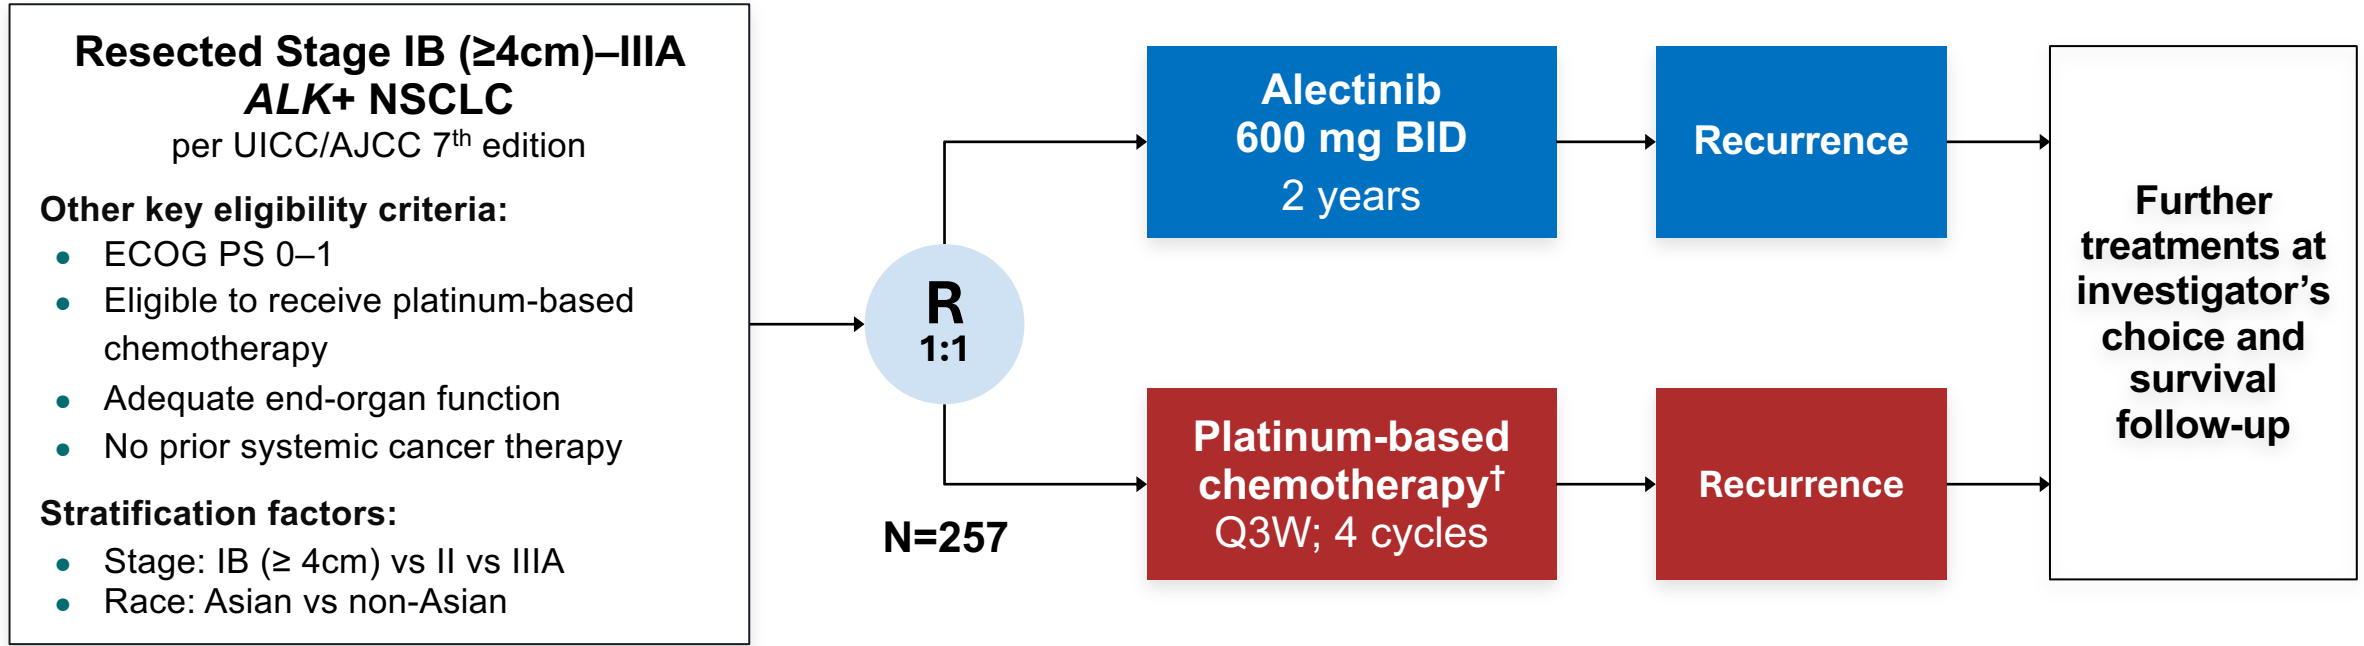 Resected Stage IB (≥4cm)–IIIA
ALK+ NSCLC
per UICC/AJCC 7th edition
Other key eligibility criteria:
• ECOG PS 0–1
• Eligible to receive platinum-based
chemotherapy
• Adequate end-organ function
• No prior systemic cancer therapy
Stratification factors:
• Stage: IB (≥ 4cm) vs II vs IIIA
• Race: Asian vs non-Asian
R
1:1
N=257
Alectinib
600 mg BID
2 years
Recurrence
Platinum-based
chemotherapy†
Q3W; 4 cycles
Recurrence
Further
treatments at
investigator’s
choice and
survival
follow-up